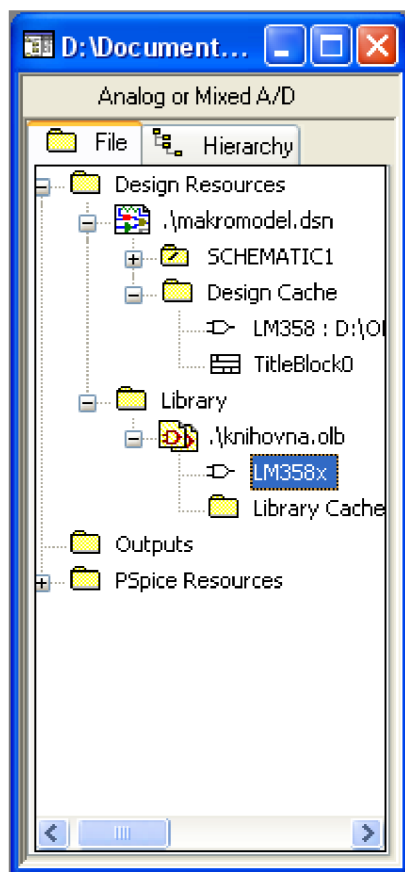 D:\Document...
Analog or Mixed A/D
File Hierarchy
Design Resources
.\makromodel.dsn
SCHEMATIC1
Design Cache
LM358 : D:\Ol
TitleBlock0
Library
.\knihovna.olb
LM358x
Library Cache
Outputs
PSpice Resources